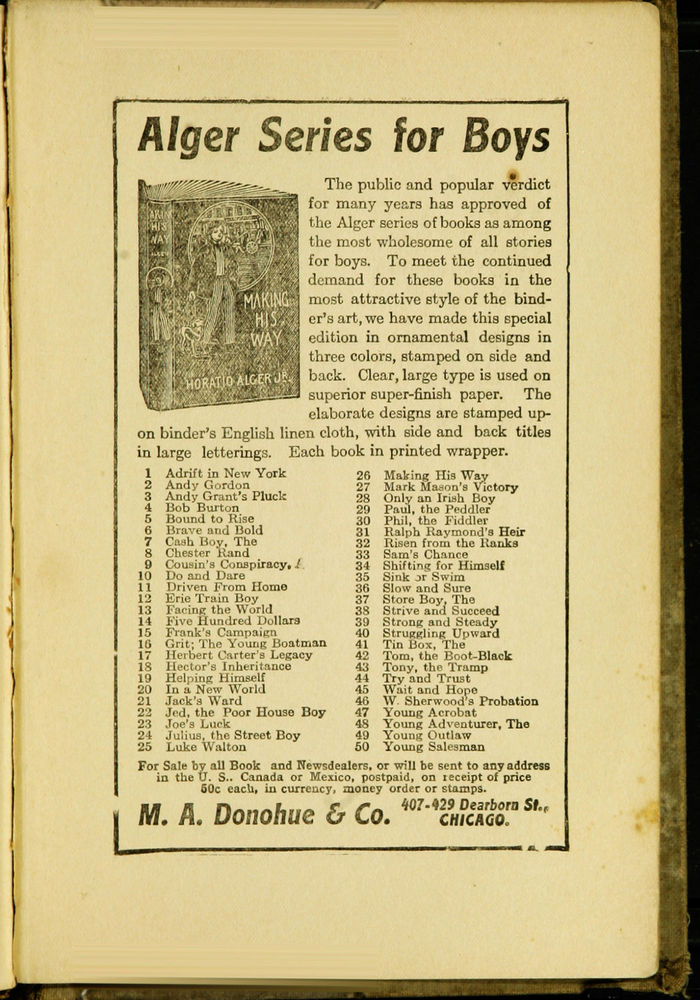 Alger Series for Boys
ARING
HIS
WAY
MAKING
HIS
WAY
HORATIO ALGER JR.
The public and popular verdict
for many years has approved of
the Alger series of books as among
the most wholesome of all stories
for boys. To meet the continued
demand for these books in the
most attractive style of the bind-
er's art, we have made this special
edition in ornamental designs in
three colors, stamped on side and
back. Clear, large type is used on
superior super-finish paper. The
elaborate designs are stamped up-
on binder's English linen cloth, with side and back titles
in large letterings. Each book in printed wrapper.
1 Adrift in New York
2 Andy Gordon
3 Andy Grant's Pluck
4 Bob Burton
5 Bound to Rise
6 Brave and Bold
7 Cash Boy, The
8 Chester Rand
9 Cousin's Conspiracy,
10 Do and Dare
11 Driven From Home
12 Erie Train Boy
13 Facing the World
14 Five Hundred Dollars
15 Frank's Campaign
16 Grit; The Young Boatman
17 Herbert Carter's Legacy
18 Hector's Inheritance
19 Helping Himself
20 In a New World
21 Jack's Ward
22 Jed, the Poor House Boy
23 Joe's Luck
24 Julius, the Street Boy
25 Luke Walton
26 Making His Way
27 Mark Mason's Victory
28 Only an Irish Boy
29 Paul, the Peddler
30 Phil, the Fiddler
31 Ralph Raymond's Heir
32 Risen from the Ranks
33 Sam's Chance
34 Shifting for Himself
35 Sink or Swim
36 Slow and Sure
37 Store Boy, The
38 Strive and Succeed
39 Strong and Steady
40 Struggling Upward
41 Tin Box, The
42 Tom, the Boot-Black
43 Tony, the Tramp
44 Try and Trust
45 Wait and Hope
46 W. Sherwood's Probation
47 Young Acrobat
48 Young Adventurer, The
49 Young Outlaw
50 Young Salesman
For Sale by all Book and Newsdealers, or will be sent to any address
in the U. S.. Canada or Mexico, postpaid, on receipt of price
50c each, in currency, money order or stamps.
M. A. Donohue & Co. 407-429 Dearborn St.,
CHICAGO.